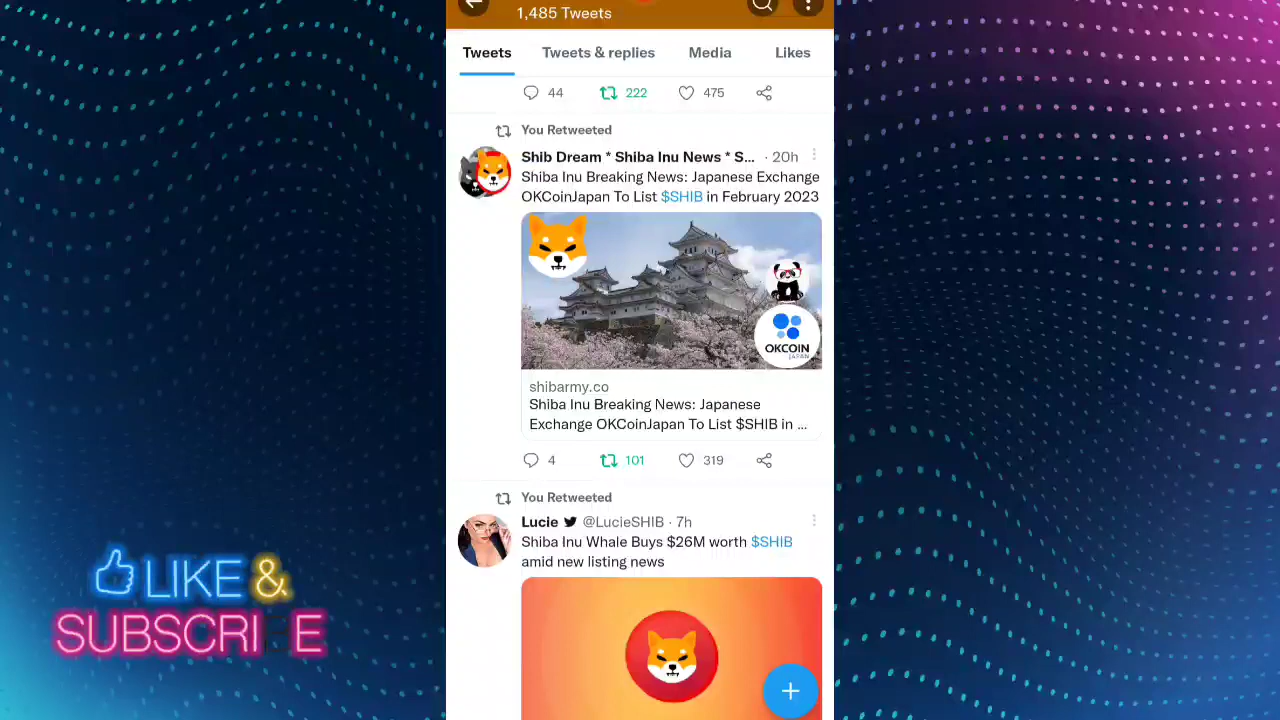 1,485 Tweets
Tweets Tweets & replies Media Likes
44 222 475
You Retweeted
Shib Dream * Shiba Inu News * S... · 20h
Shiba Inu Breaking News: Japanese Exchange
OKCoinJapan To List $SHIB in February 2023
OKCOIN
JAPAN
shibarmy.co
Shiba Inu Breaking News: Japanese
Exchange OKCoinJapan To List $SHIB in ...
4 101 319
You Retweeted
Lucie @LucieSHIB · 7h
Shiba Inu Whale Buys $26M worth $SHIB
amid new listing news
LIKE &
SUBSCRI E